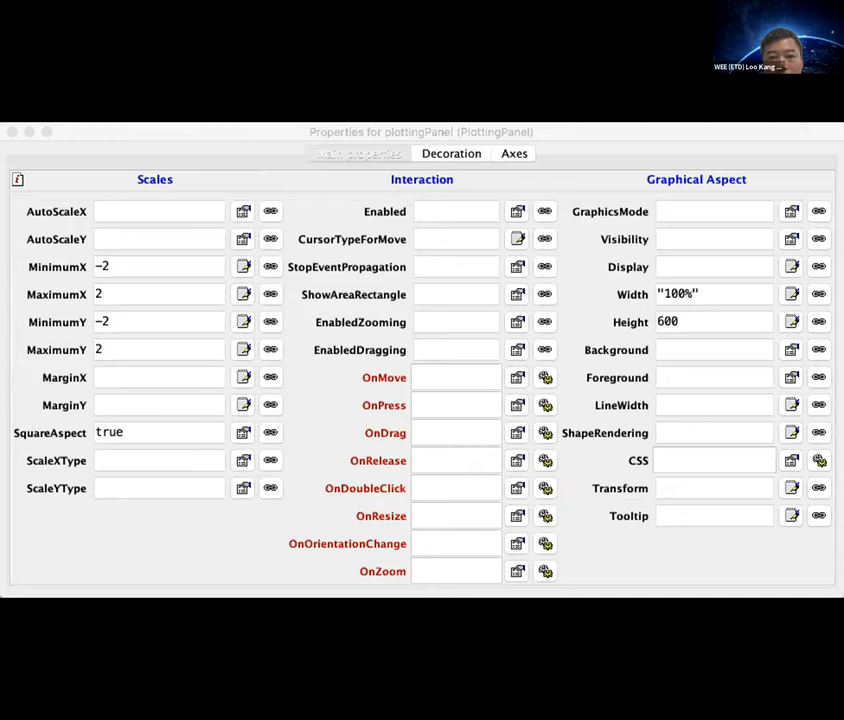 WEE (ETD) Loo Kang ...
Properties for plottingPanel (PlottingPanel)
Main properties Decoration Axes
Scales Interaction Graphical Aspect
AutoScaleX Enabled GraphicsMode
AutoScaleY CursorTypeForMove Visibility
MinimumX -2 StopEventPropagation Display
MaximumX 2 ShowAreaRectangle Width "100%"
MinimumY -2 EnabledZooming Height 600
MaximumY 2 EnabledDragging Background
MarginX OnMove Foreground
MarginY OnPress LineWidth
SquareAspect true OnDrag ShapeRendering
ScaleXType OnRelease CSS
ScaleYType OnDoubleClick Transform
OnResize Tooltip
OnOrientationChange
OnZoom